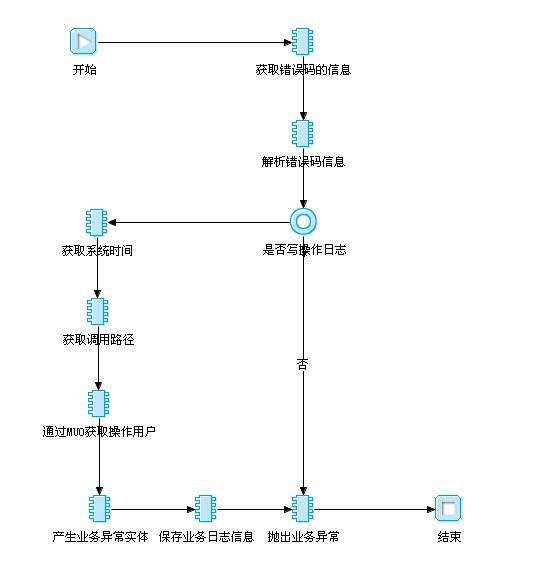 开始
获取错误码的信息
解析错误码信息
获取系统时间
是否写操作日志
获取调用路径
否
通过MUO获取操作用户
产生业务异常实体
保存业务日志信息
抛出业务异常
结束